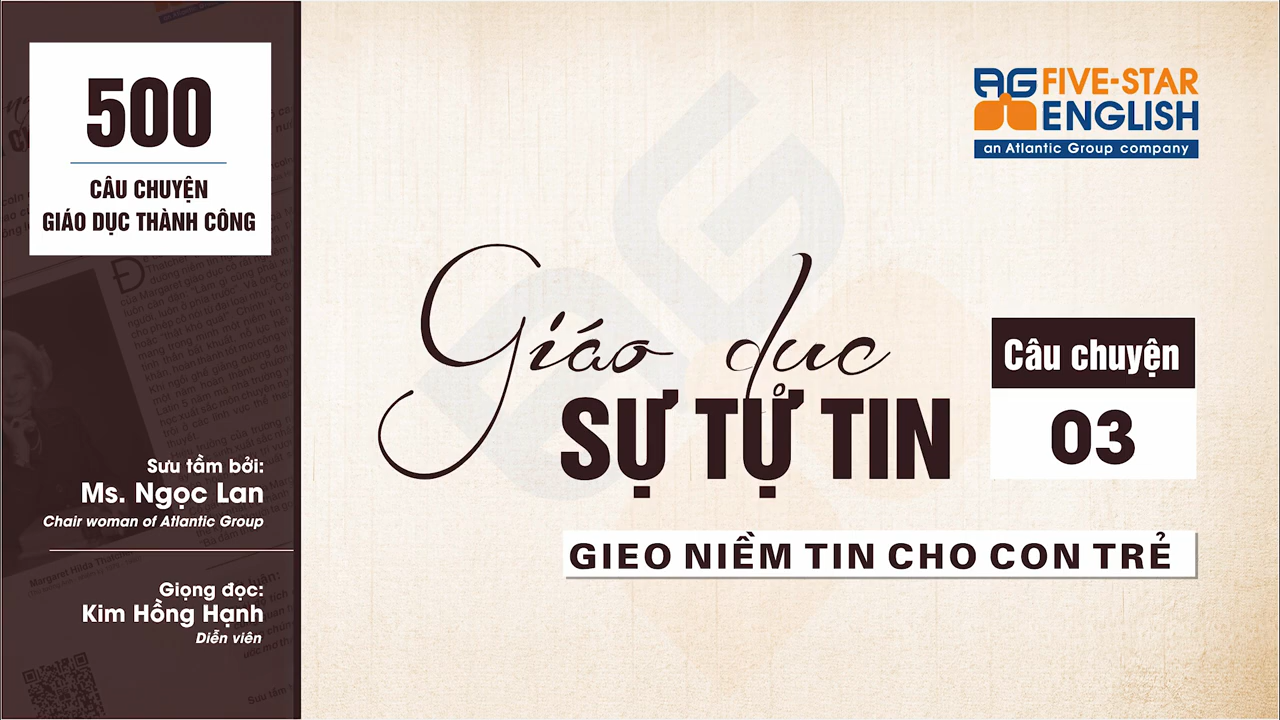 500
CÂU CHUYỆN
GIÁO DỤC THÀNH CÔNG
Sưu tầm bởi:
Ms. Ngọc Lan
Chair woman of Atlantic Group
Giọng đọc:
Kim Hồng Hạnh
Diễn viên
AG FIVE-STAR
ENGLISH
an Atlantic Group company
Giáo dục
SỰ TỰ TIN
Câu chuyện
03
GIEO NIỀM TIN CHO CON TRẺ